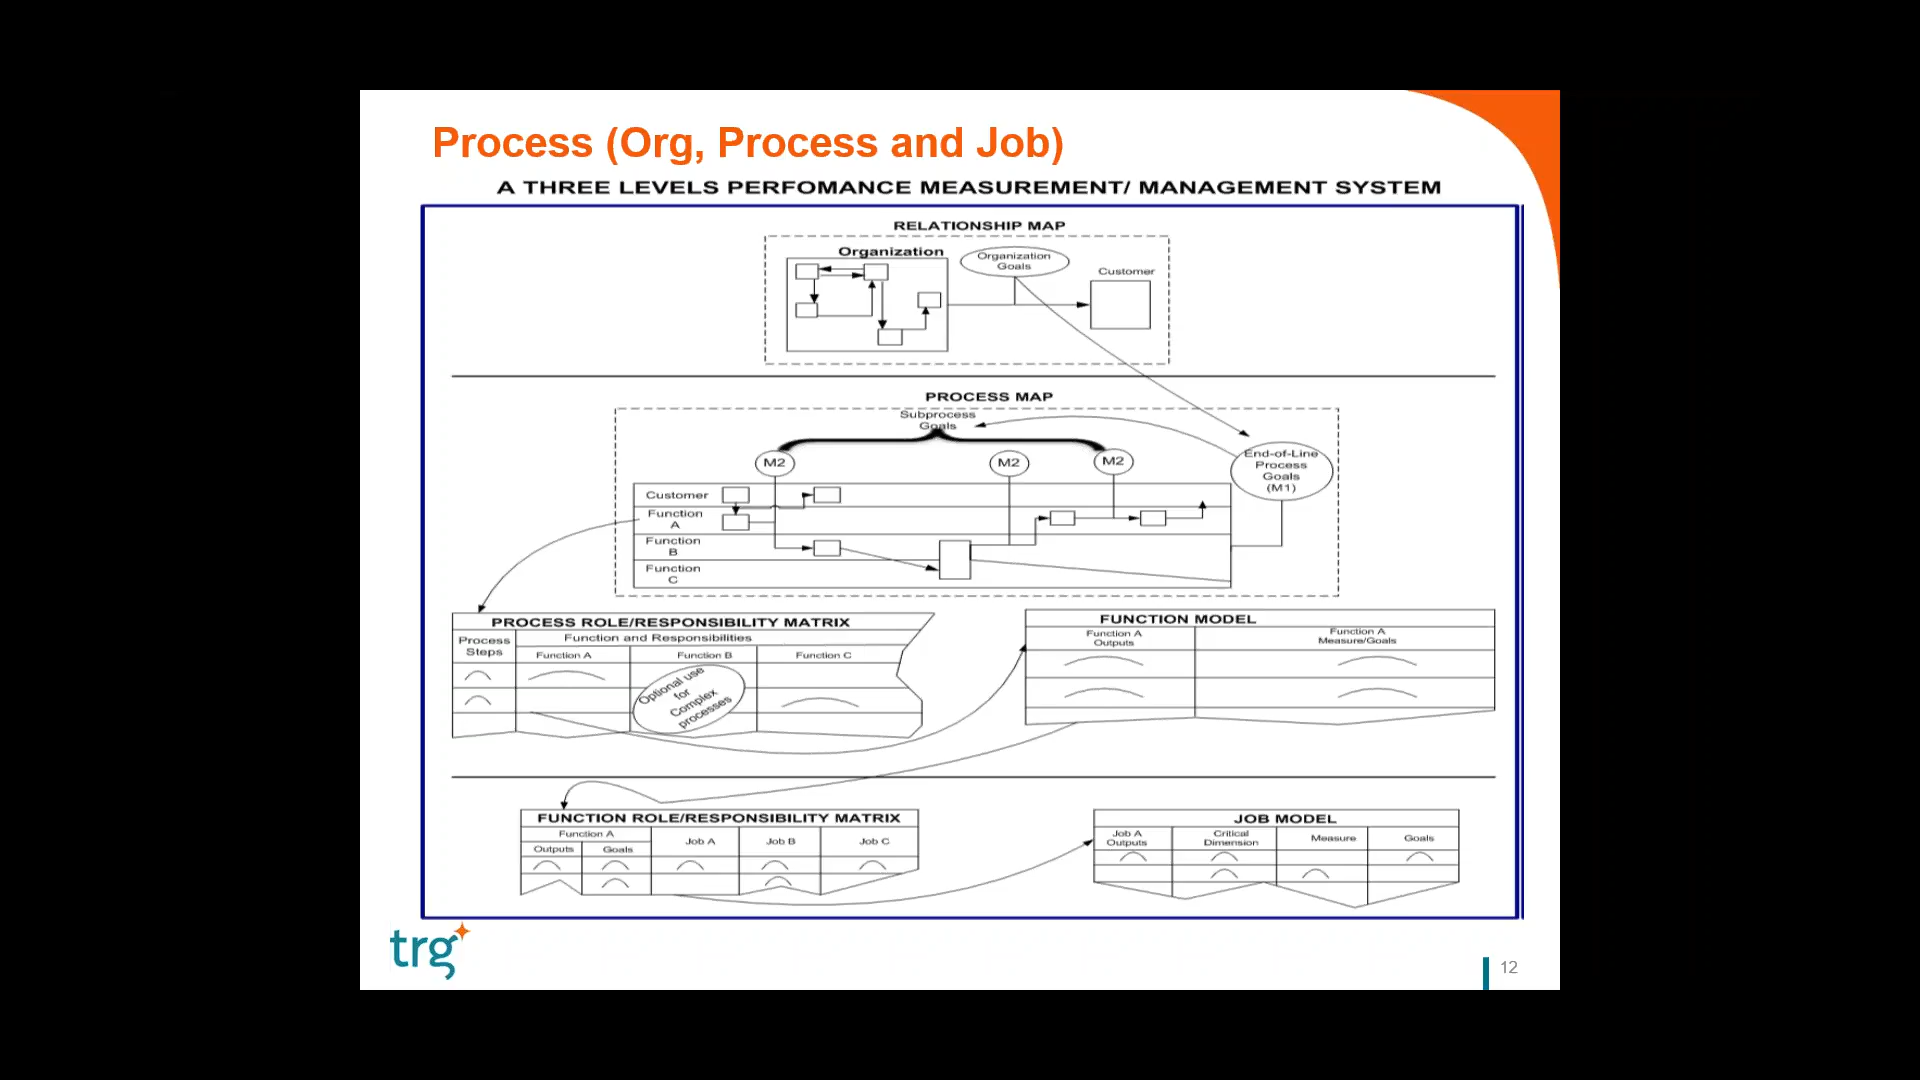 Process (Org, Process and Job)
A THREE LEVELS PERFOMANCE MEASUREMENT/ MANAGEMENT SYSTEM
RELATIONSHIP MAP
Organization
Organization
Goals
Customer
PROCESS MAP
Subprocess
Goals
M2
M2
M2
End-of-Line
Process
Goals
(M1)
Customer
Function
A
Function
B
Function
C
PROCESS ROLE/RESPONSIBILITY MATRIX
Process
Steps
Function and Responsibilities
Function A
Function B
Function C
Optional use
for
Complex
processes
FUNCTION MODEL
Function A
Outputs
Function A
Measure/Goals
FUNCTION ROLE/RESPONSIBILITY MATRIX
Function A
Outputs
Goals
Job A
Job B
Job C
JOB MODEL
Job A
Outputs
Critical
Dimension
Measure
Goals
trg
12